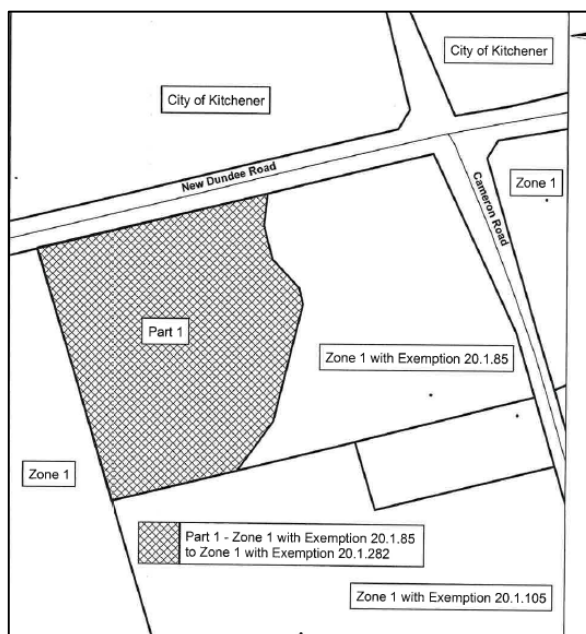 City of Kitchener
City of Kitchener
New Dundee Road
Cameron Road
Zone 1
Part 1
Zone 1 with Exemption 20.1.85
Zone 1
Part 1 - Zone 1 with Exemption 20.1.85
to Zone 1 with Exemption 20.1.282
Zone 1 with Exemption 20.1.105